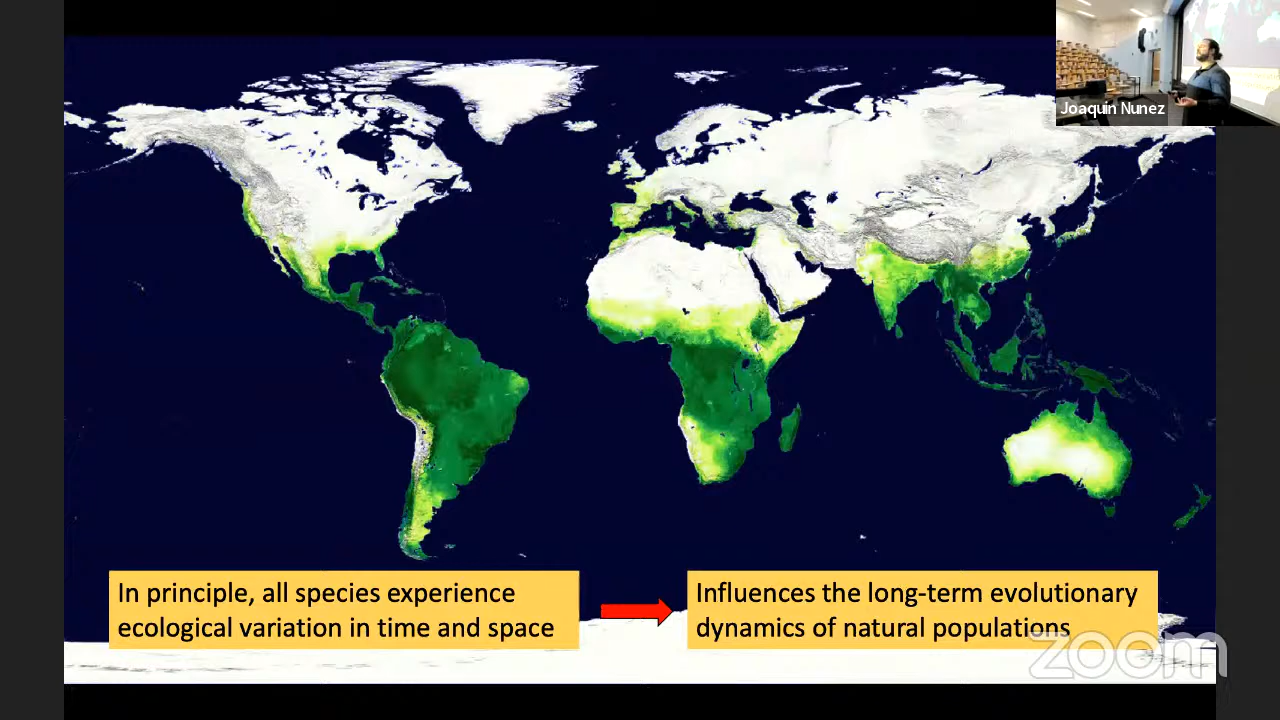 Joaquin Nunez
In principle, all species experience
ecological variation in time and space
Influences the long-term evolutionary
dynamics of natural populations
zoom